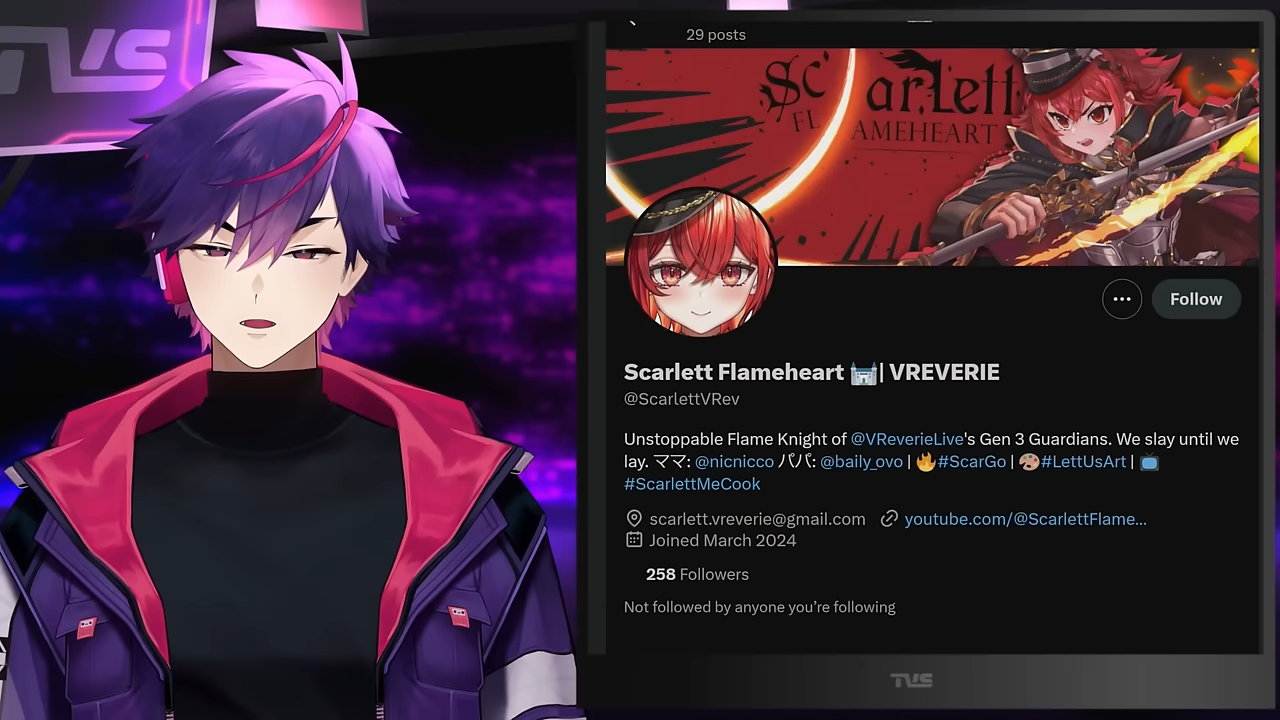 TVS
29 posts
Scarlett
FLAMEHEART
Scarlett Flameheart 🏰| VREVERIE
@ScarlettVRev
Follow
Unstoppable Flame Knight of @VReverieLive's Gen 3 Guardians. We slay until we
lay. ママ: @nicnicco パパ: @baily_ovo | 🔥#ScarGo | 🎨#LettUsArt | 📺
#ScarlettMeCook
scarlett.vreverie@gmail.com youtube.com/@ScarlettFlame...
Joined March 2024
258 Followers
Not followed by anyone you're following
TVS